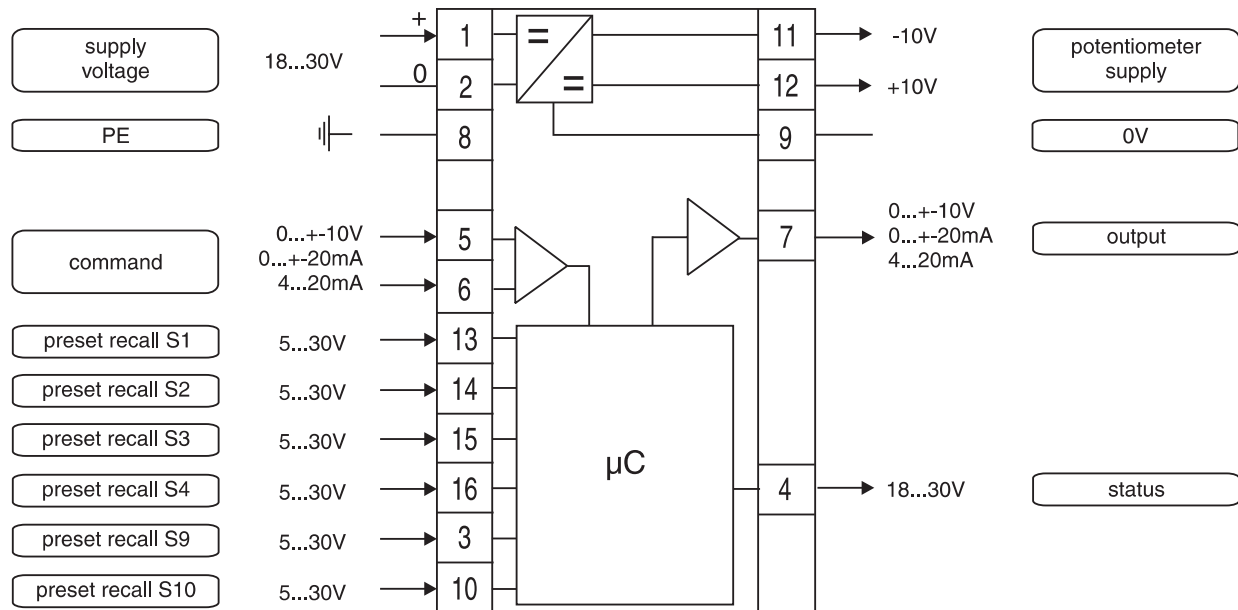 + 1 = 11 -10V
supply voltage 18...30V potentiometer supply
0 2 = 12 +10V
PE 8 9 0V
command 0...+-10V 5 7 0...+-10V output
0...+-20mA 0...+-20mA
4...20mA 6 4...20mA
preset recall S1 5...30V 13
preset recall S2 5...30V 14
preset recall S3 5...30V 15
µC
preset recall S4 5...30V 16 4 18...30V status
preset recall S9 5...30V 3
preset recall S10 5...30V 10